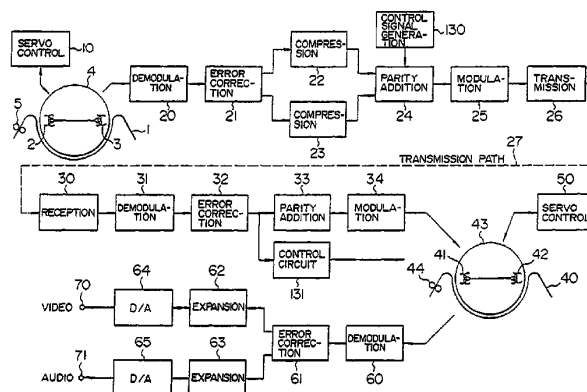 SERVO CONTROL
10
4
5
2
3
1
DEMODULA-TION
20
ERROR CORREC-TION
21
COMPRES-SION
22
COMPRES-SION
23
CONTROL SIGNAL GENERA-TION
130
PARITY ADDITION
24
MODULA-TION
25
TRANSMIS-SION
26
TRANSMISSION PATH
27
30
RECEPTION
31
DEMODULA-TION
32
ERROR CORREC-TION
33
PARITY ADDITION
34
MODULA-TION
CONTROL CIRCUIT
131
50
SERVO CONTROL
43
41
42
44
40
70
VIDEO
64
D/A
62
EXPANSION
71
AUDIO
65
D/A
63
EXPANSION
ERROR CORREC-TION
61
DEMODULA-TION
60